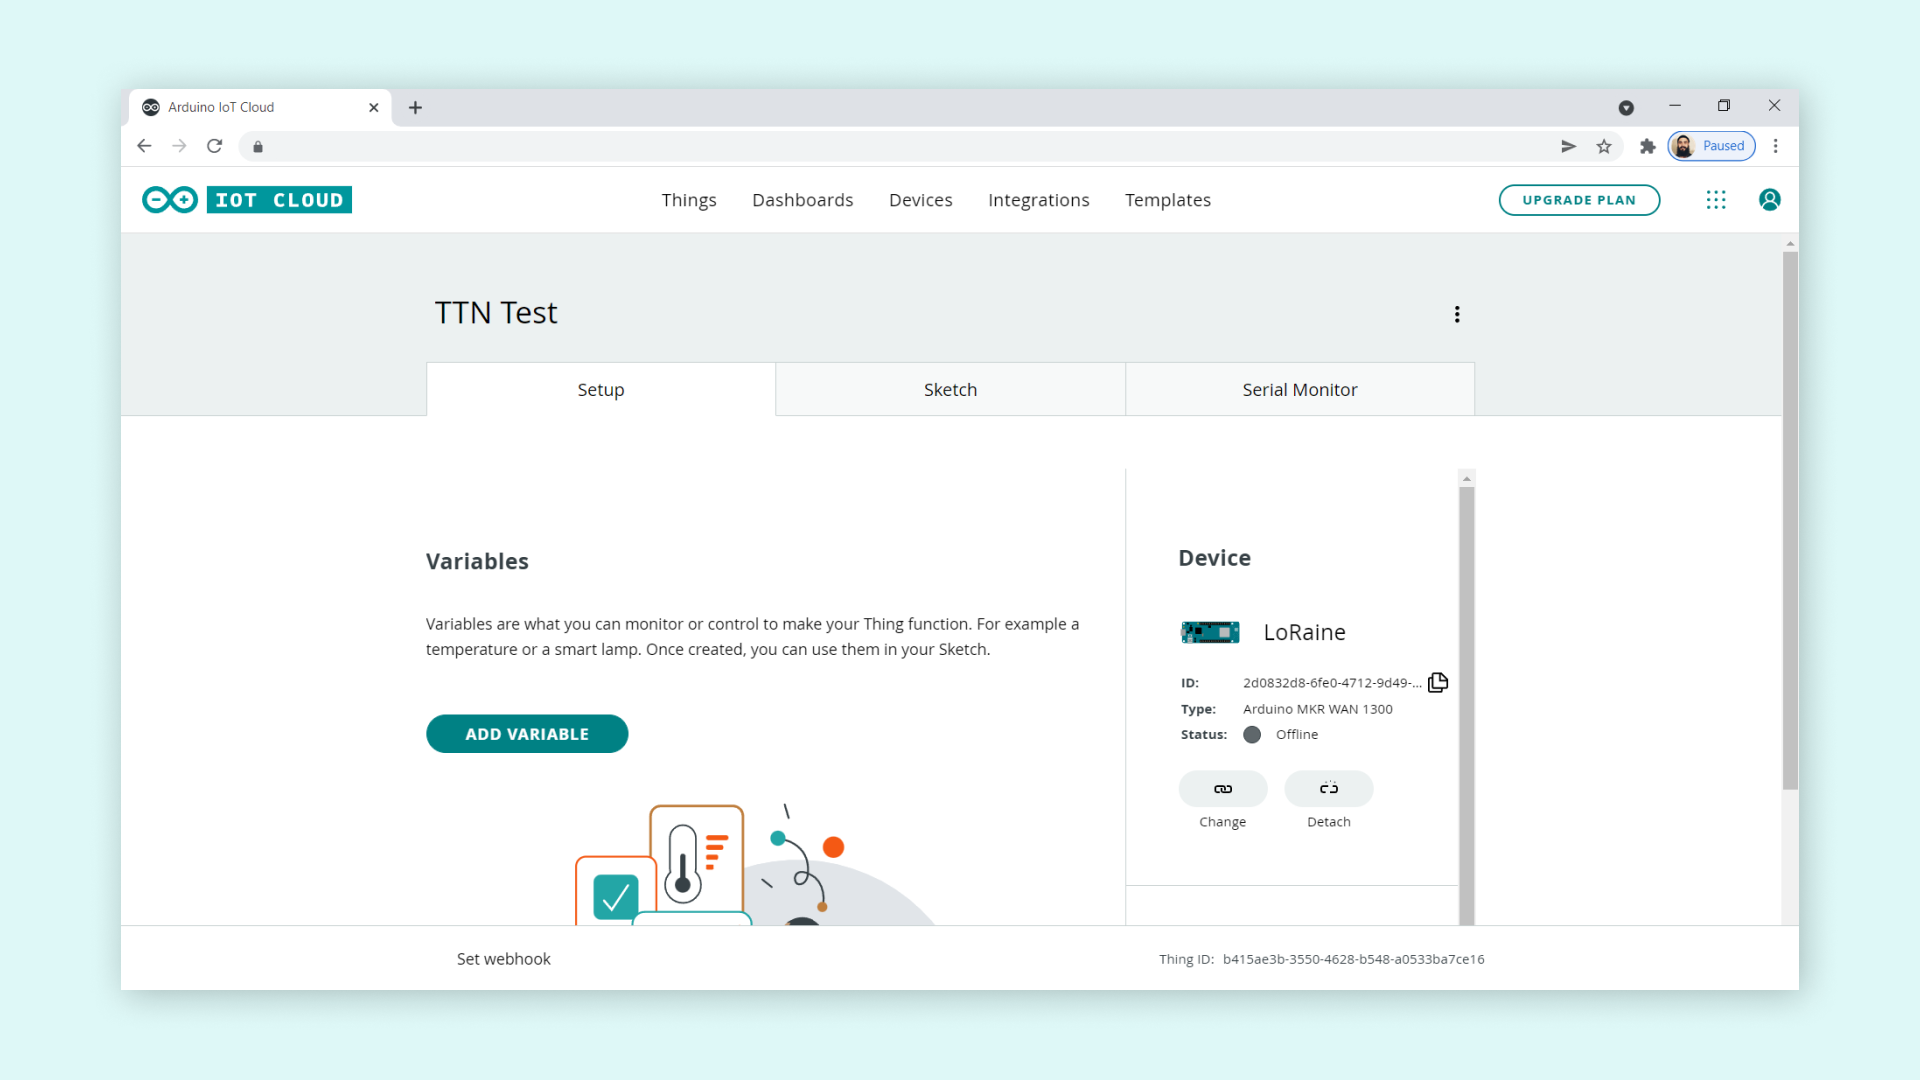 Arduino IoT Cloud
Paused
IOT CLOUD
Things Dashboards Devices Integrations Templates
UPGRADE PLAN
TTN Test
Setup
Sketch
Serial Monitor
Variables
Variables are what you can monitor or control to make your Thing function. For example a
temperature or a smart lamp. Once created, you can use them in your Sketch.
ADD VARIABLE
Device
LoRaine
ID: 2d0832d8-6fe0-4712-9d49-...
Type: Arduino MKR WAN 1300
Status: Offline
Change
Detach
Set webhook
Thing ID: b415ae3b-3550-4628-b548-a0533ba7ce16